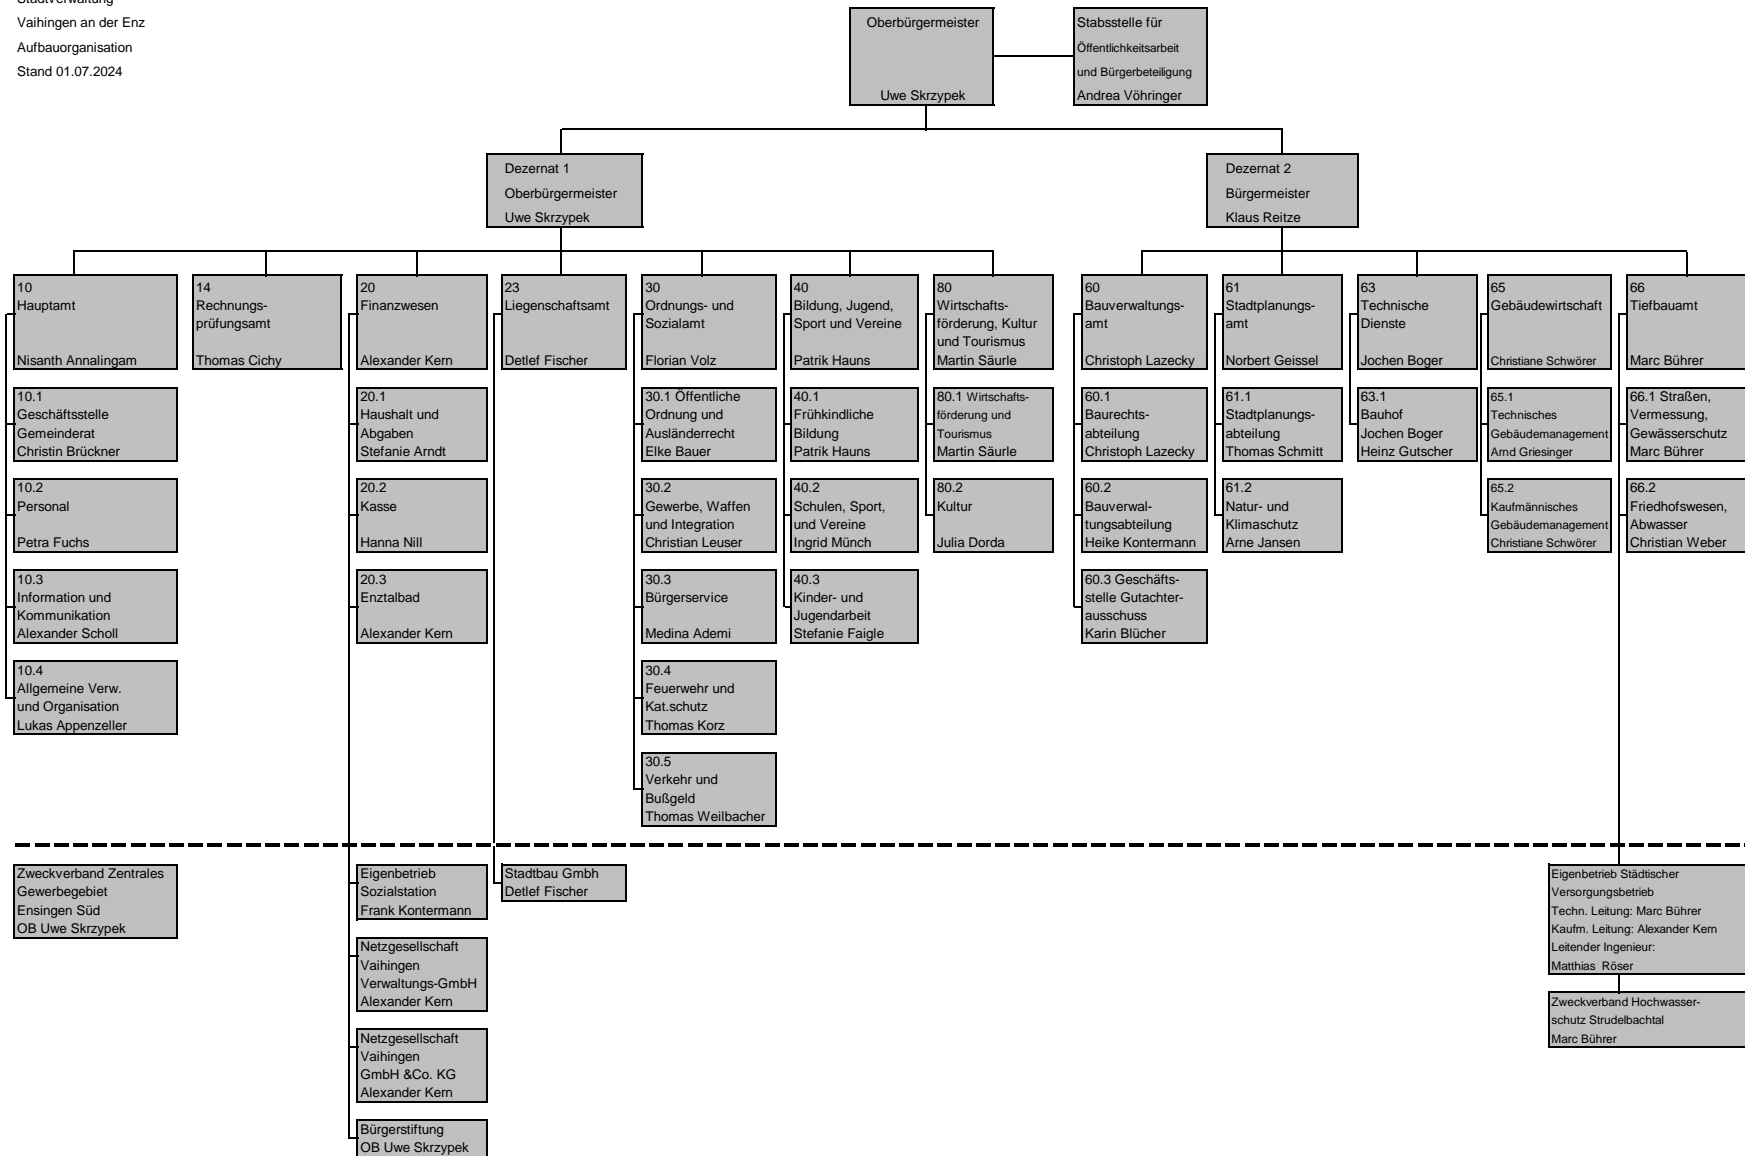 Stadtverwaltung
Vaihingen an der Enz
Aufbauorganisation
Stand 01.07.2024
Oberbürgermeister
Uwe Skrzypek
Stabsstelle für
Öffentlichkeitsarbeit
und Bürgerbeteiligung
Andrea Vöhringer
Dezernat 1
Oberbürgermeister
Uwe Skrzypek
Dezernat 2
Bürgermeister
Klaus Reitze
10
Hauptamt
Nisanth Annalingam
14
Rechnungs-
prüfungsamt
Thomas Cichy
20
Finanzwesen
Alexander Kern
23
Liegenschaftsamt
Detlef Fischer
30
Ordnungs- und
Sozialamt
Florian Volz
40
Bildung, Jugend,
Sport und Vereine
Patrik Hauns
80
Wirtschafts-
förderung, Kultur
und Tourismus
Martin Säurle
60
Bauverwaltungs-
amt
Christoph Lazecky
61
Stadtplanungs-
amt
Norbert Geissel
63
Technische
Dienste
Jochen Boger
65
Gebäudewirtschaft
Christiane Schwörer
66
Tiefbauamt
Marc Bührer
10.1
Geschäftsstelle
Gemeinderat
Christin Brückner
20.1
Haushalt und
Abgaben
Stefanie Arndt
30.1 Öffentliche
Ordnung und
Ausländerrecht
Elke Bauer
40.1
Frühkindliche
Bildung
Patrik Hauns
80.1 Wirtschafts-
förderung und
Tourismus
Martin Säurle
60.1
Baurechts-
abteilung
Christoph Lazecky
61.1
Stadtplanungs-
abteilung
Thomas Schmitt
63.1
Bauhof
Jochen Boger
Heinz Gutscher
65.1
Technisches
Gebäudemanagement
Arnd Griesinger
66.1 Straßen,
Vermessung,
Gewässerschutz
Marc Bührer
10.2
Personal
Petra Fuchs
20.2
Kasse
Hanna Nill
30.2
Gewerbe, Waffen
und Integration
Christian Leuser
40.2
Schulen, Sport,
und Vereine
Ingrid Münch
80.2
Kultur
Julia Dorda
60.2
Bauverwal-
tungsabteilung
Heike Kontermann
61.2
Natur- und
Klimaschutz
Arne Jansen
65.2
Kaufmännisches
Gebäudemanagement
Christiane Schwörer
66.2
Friedhofswesen,
Abwasser
Christian Weber
10.3
Information und
Kommunikation
Alexander Scholl
20.3
Enztalbad
Alexander Kern
30.3
Bürgerservice
Medina Ademi
40.3
Kinder- und
Jugendarbeit
Stefanie Faigle
60.3 Geschäfts-
stelle Gutachter-
ausschuss
Karin Blücher
10.4
Allgemeine Verw.
und Organisation
Lukas Appenzeller
30.4
Feuerwehr und
Kat.schutz
Thomas Korz
30.5
Verkehr und
Bußgeld
Thomas Weilbacher
Zweckverband Zentrales
Gewerbegebiet
Ensingen Süd
OB Uwe Skrzypek
Eigenbetrieb
Sozialstation
Frank Kontermann
Stadtbau Gmbh
Detlef Fischer
Eigenbetrieb Städtischer
Versorgungsbetrieb
Techn. Leitung: Marc Bührer
Kaufm. Leitung: Alexander Kern
Leitender Ingenieur:
Matthias Röser
Netzgesellschaft
Vaihingen
Verwaltungs-GmbH
Alexander Kern
Zweckverband Hochwasser-
schutz Strudelbachtal
Marc Bührer
Netzgesellschaft
Vaihingen
GmbH &Co. KG
Alexander Kern
Bürgerstiftung
OB Uwe Skrzypek